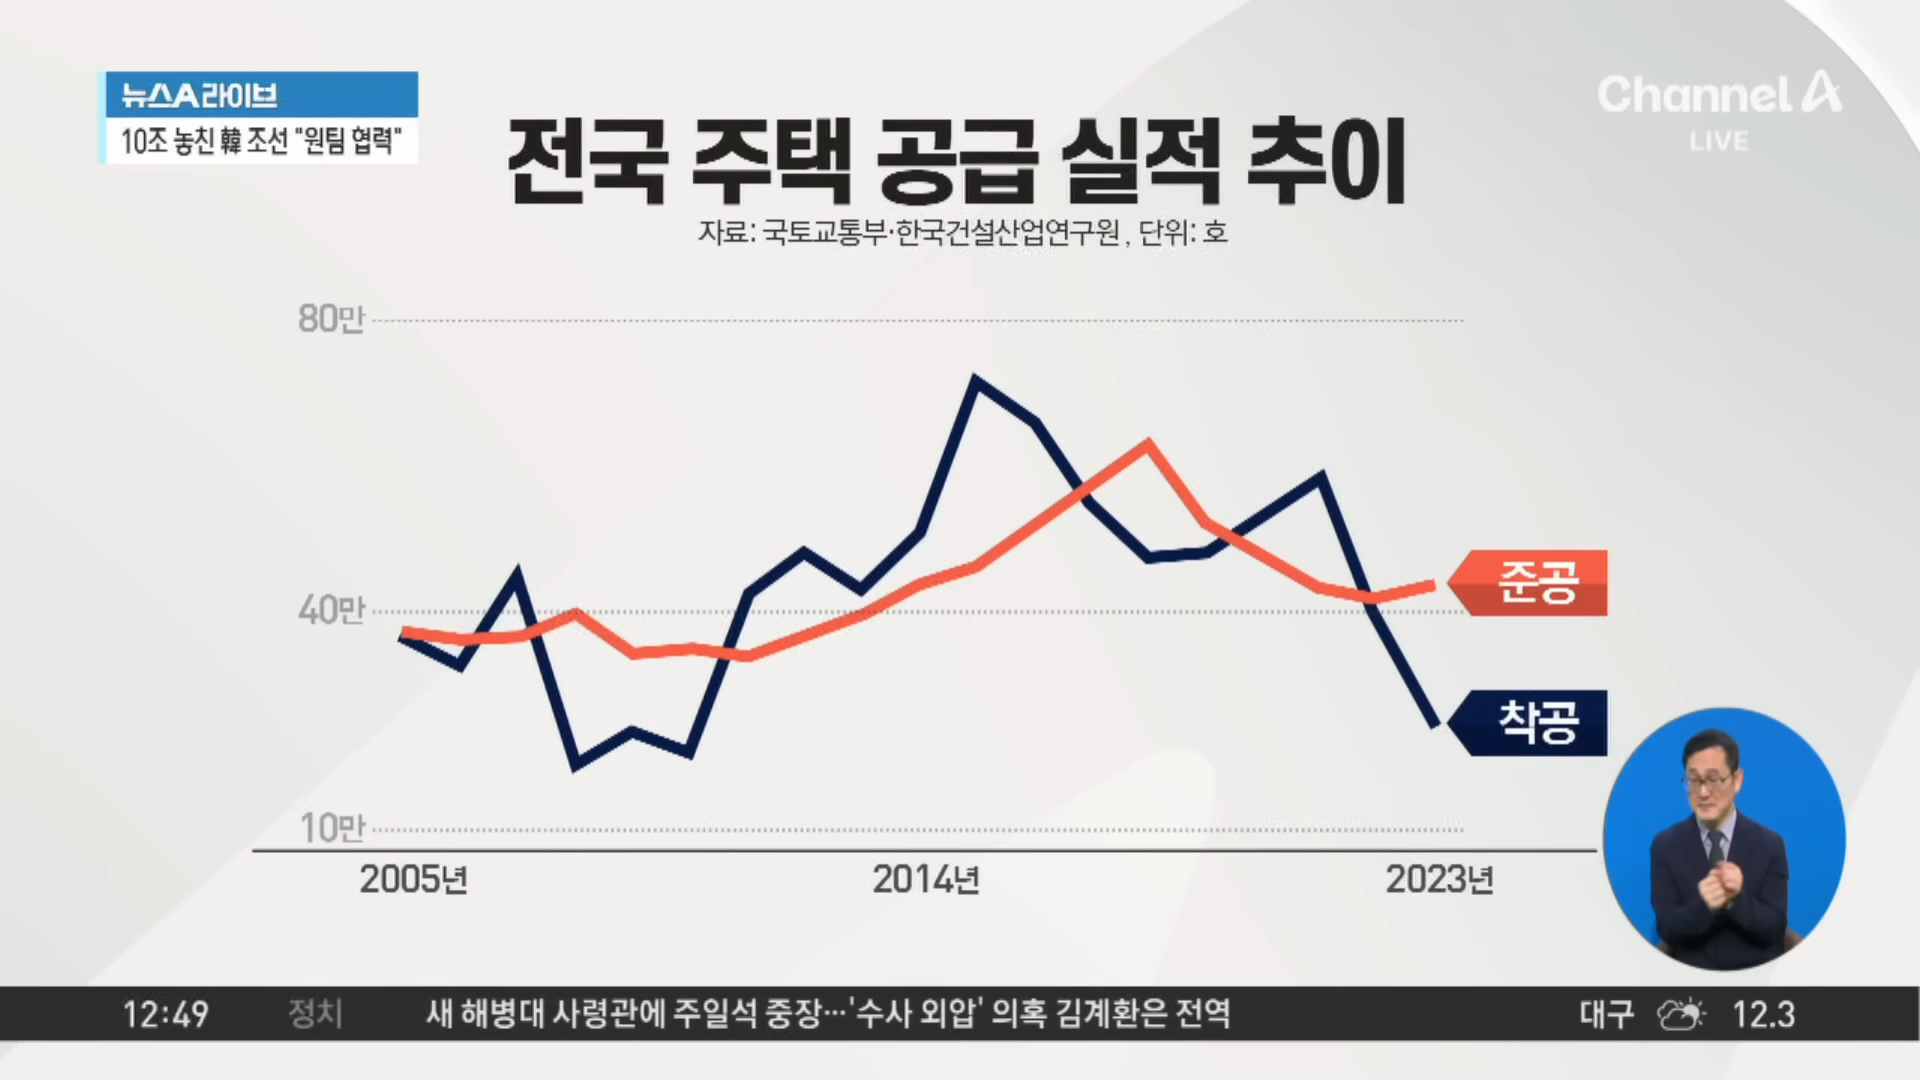 뉴스A라이브
10조 놓친 韓 조선 "원팀 협력"
Channel A
LIVE
전국 주택 공급 실적 추이
자료: 국토교통부·한국건설산업연구원, 단위: 호
80만
40만
10만
준공
착공
2005년
2014년
2023년
12:49 정치 새 해병대 사령관에 주일석 중장…'수사 외압' 의혹 김계환은 전역 대구 12.3